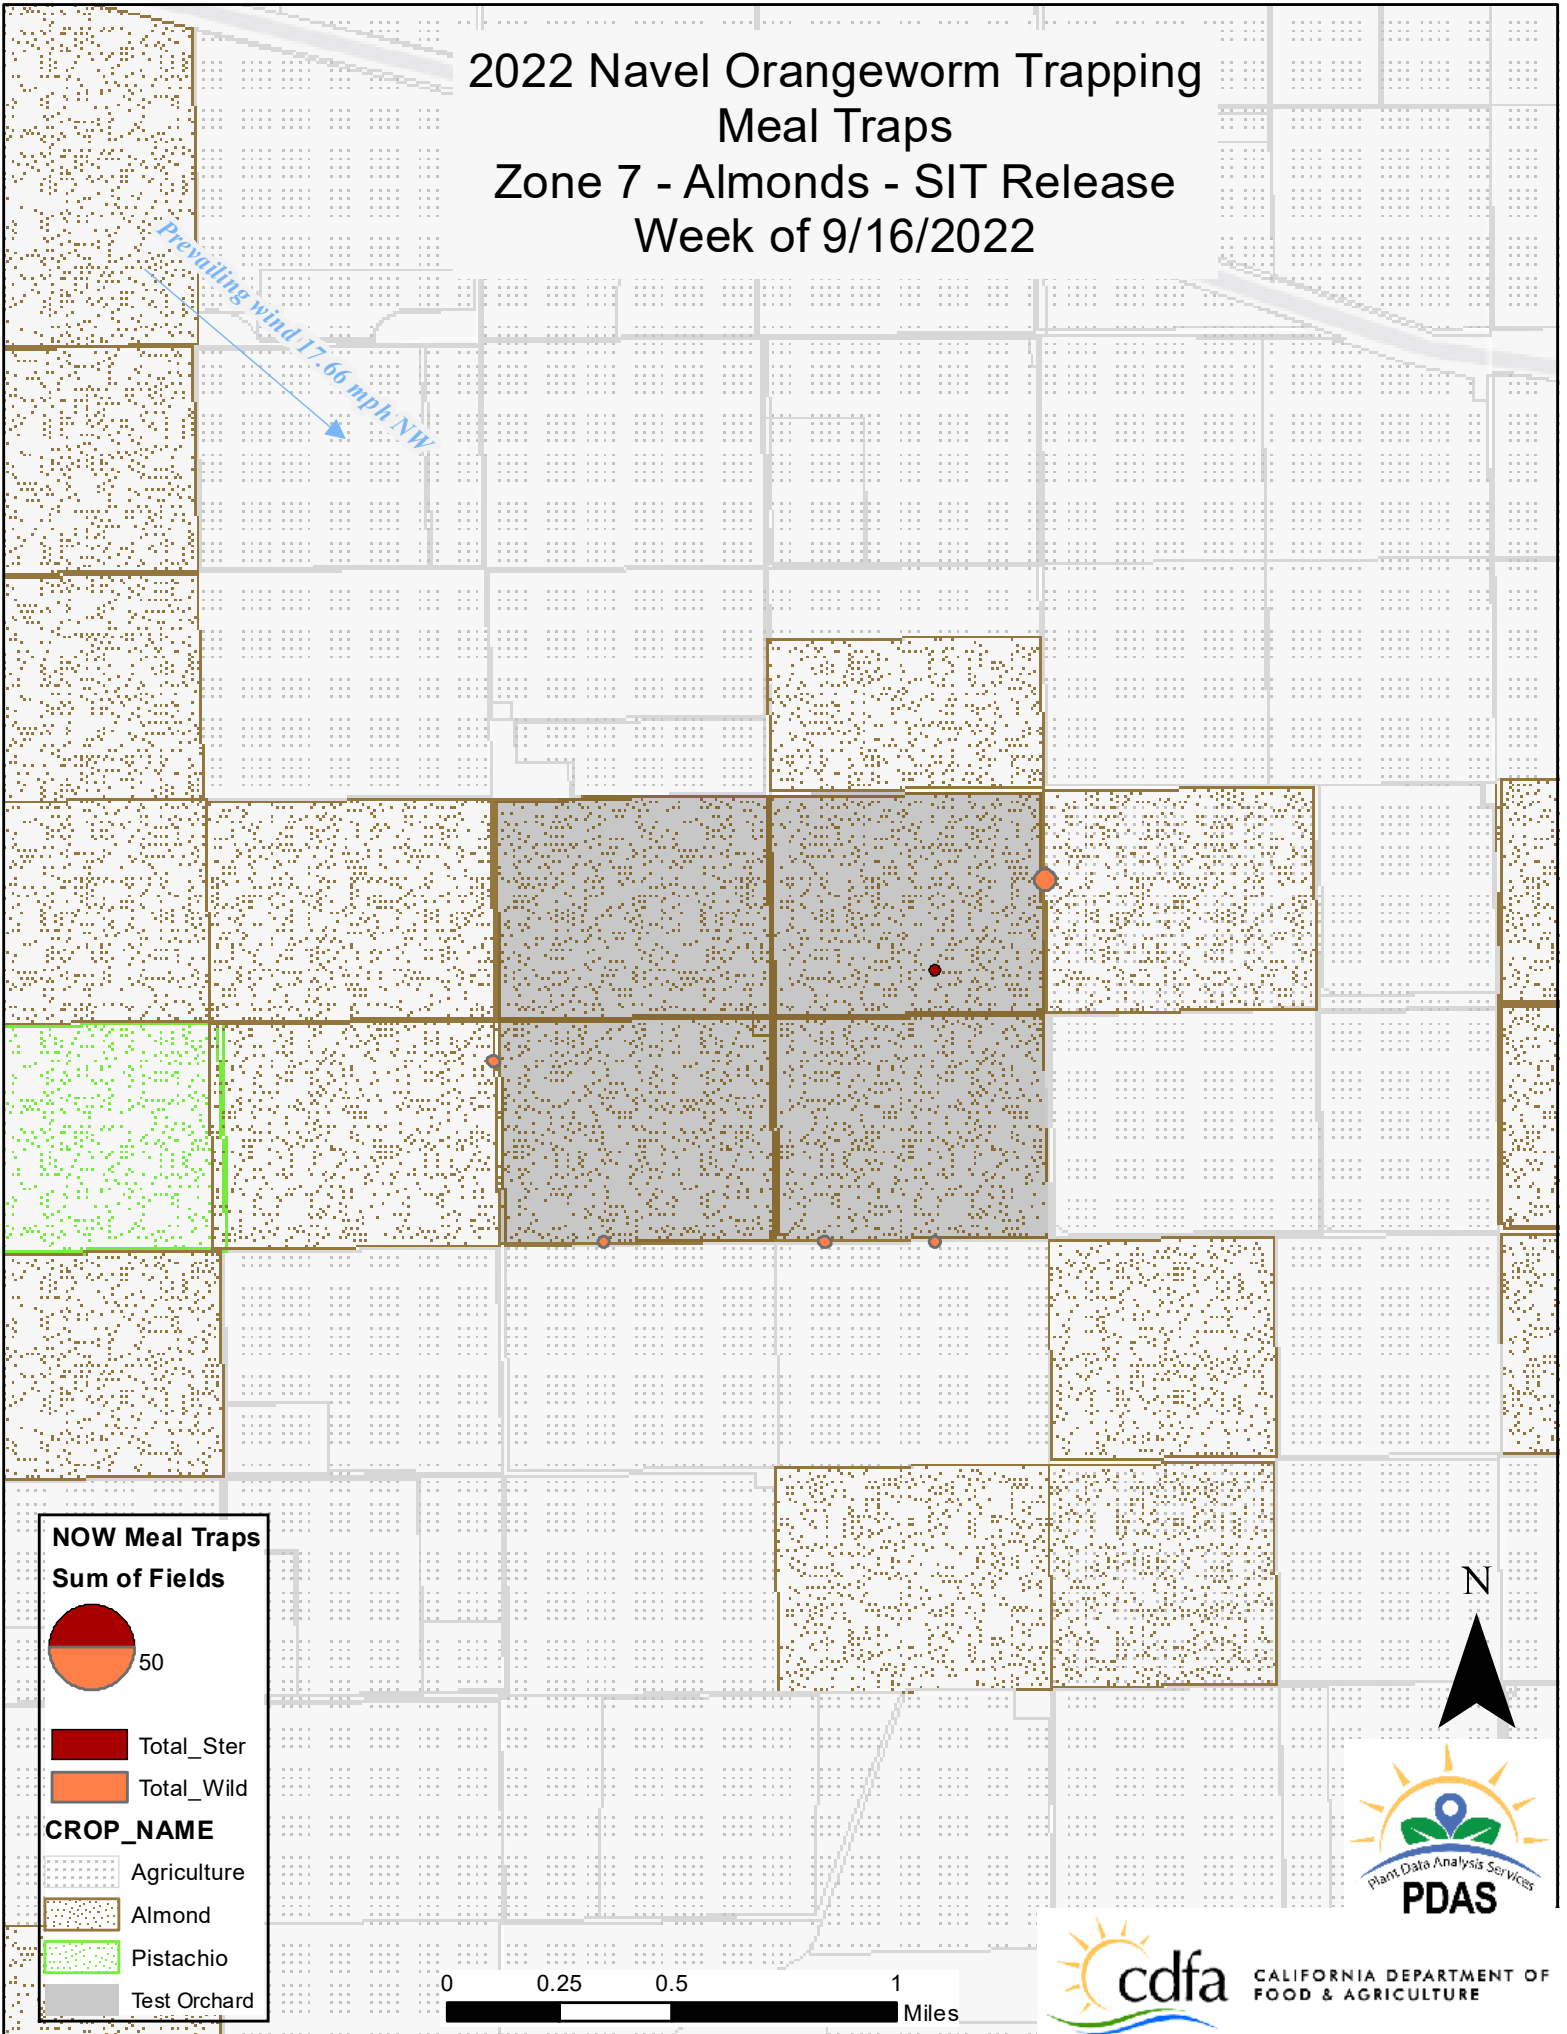 2022 Navel Orangeworm Trapping
Meal Traps
Zone 7 - Almonds - SIT Release
Week of 9/16/2022
Prevailing wind 17.66 mph NW
NOW Meal Traps
Sum of Fields
50
Total_Ster
Total_Wild
CROP_NAME
Agriculture
Almond
Pistachio
Test Orchard
0 0.25 0.5 1
Miles
N
Plant Data Analysis Services
PDAS
cdfa
CALIFORNIA DEPARTMENT OF
FOOD & AGRICULTURE